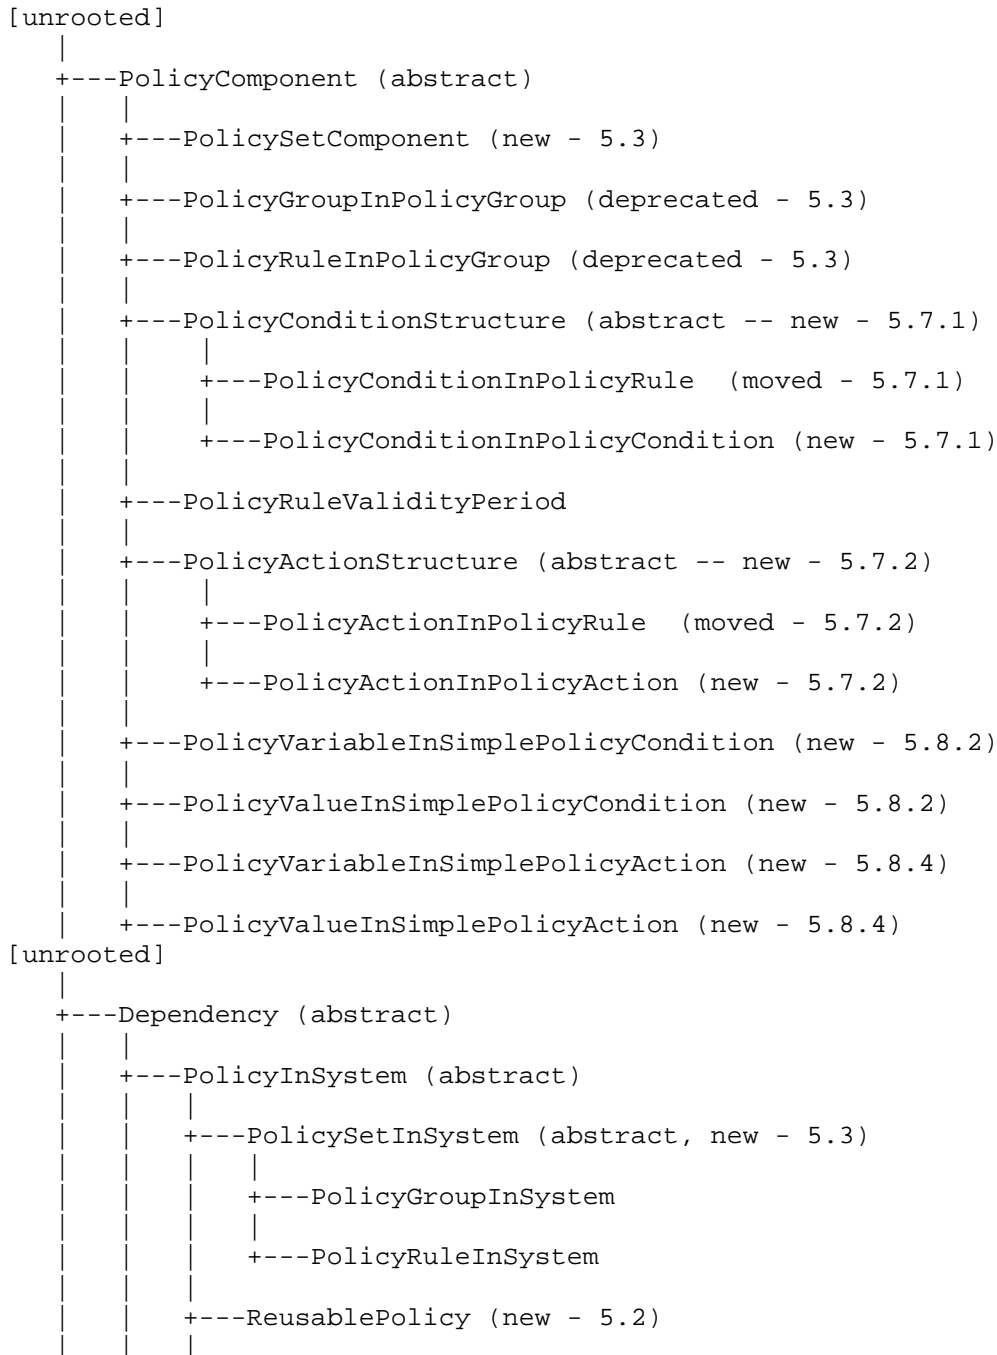 [unrooted]
   |
   +---PolicyComponent (abstract)
   |   |
   |   +---PolicySetComponent (new - 5.3)
   |   |
   |   +---PolicyGroupInPolicyGroup (deprecated - 5.3)
   |   |
   |   +---PolicyRuleInPolicyGroup (deprecated - 5.3)
   |   |
   |   +---PolicyConditionStructure (abstract -- new - 5.7.1)
   |   |    |
   |   |    +---PolicyConditionInPolicyRule  (moved - 5.7.1)
   |   |    |
   |   |    +---PolicyConditionInPolicyCondition (new - 5.7.1)
   |   |
   |   +---PolicyRuleValidityPeriod
   |   |
   |   +---PolicyActionStructure (abstract -- new - 5.7.2)
   |   |    |
   |   |    +---PolicyActionInPolicyRule  (moved - 5.7.2)
   |   |    |
   |   |    +---PolicyActionInPolicyAction (new - 5.7.2)
   |   |
   |   +---PolicyVariableInSimplePolicyCondition (new - 5.8.2)
   |   |
   |   +---PolicyValueInSimplePolicyCondition (new - 5.8.2)
   |   |
   |   +---PolicyVariableInSimplePolicyAction (new - 5.8.4)
   |   |
   |   +---PolicyValueInSimplePolicyAction (new - 5.8.4)
[unrooted]
   |
   +---Dependency (abstract)
   |   |
   |   +---PolicyInSystem (abstract)
   |   |   |
   |   |   +---PolicySetInSystem (abstract, new - 5.3)
   |   |   |   |
   |   |   |   +---PolicyGroupInSystem
   |   |   |   |
   |   |   |   +---PolicyRuleInSystem
   |   |   |
   |   |   +---ReusablePolicy (new - 5.2)
   |   |   |